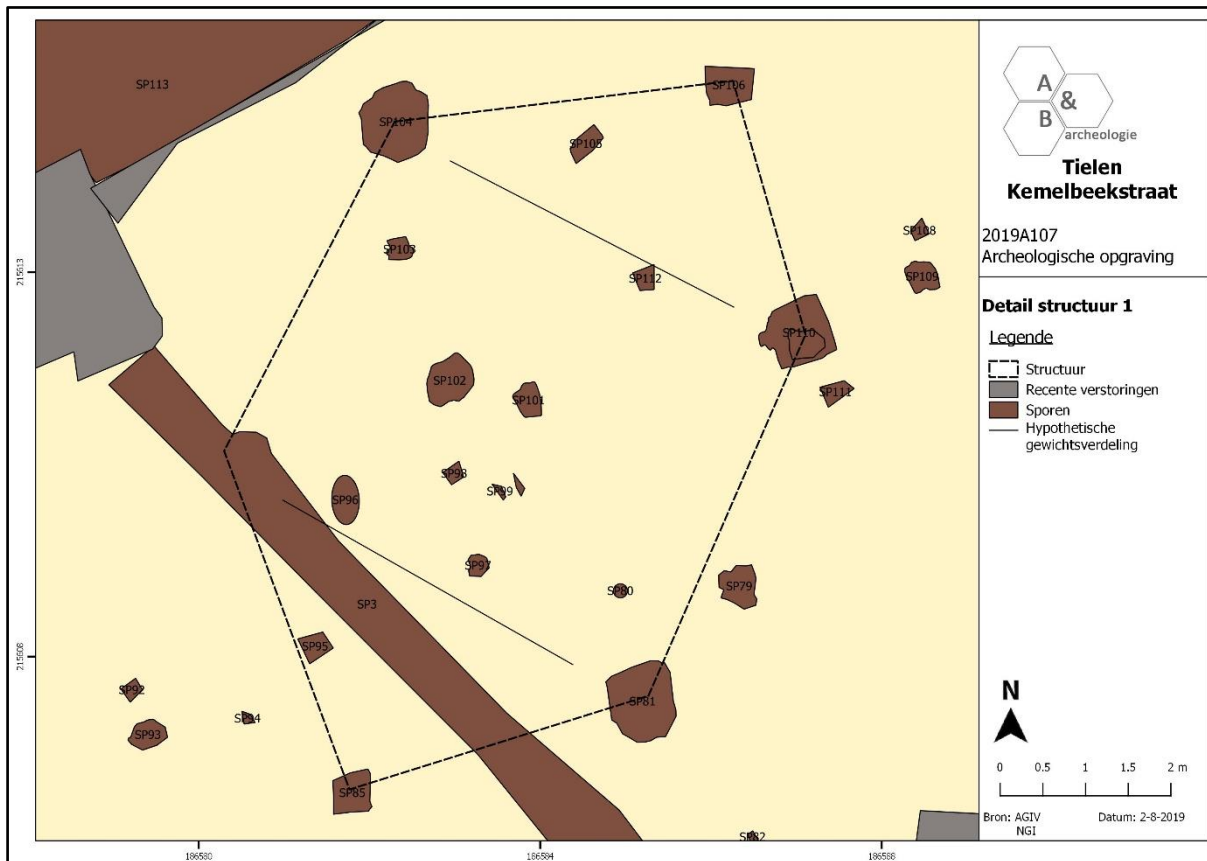 SP113
SP104
SP106
SP105
SP103
SP112
SP108
SP109
SP110
SP111
SP102
SP101
SP98
SP99
SP96
SP97
SP80
SP79
SP3
SP95
SP92
SP94
SP93
SP81
SP85
SP82
215613
215608
186580
186584
186588
A
&
B
archeologie
Tielen
Kemelbeekstraat
2019A107
Archeologische opgraving
Detail structuur 1
Legende
Structuur
Recente verstoringen
Sporen
Hypothetische
gewichtsverdeling
N
0 0.5 1 1.5 2 m
Bron: AGIV Datum: 2-8-2019
NGI